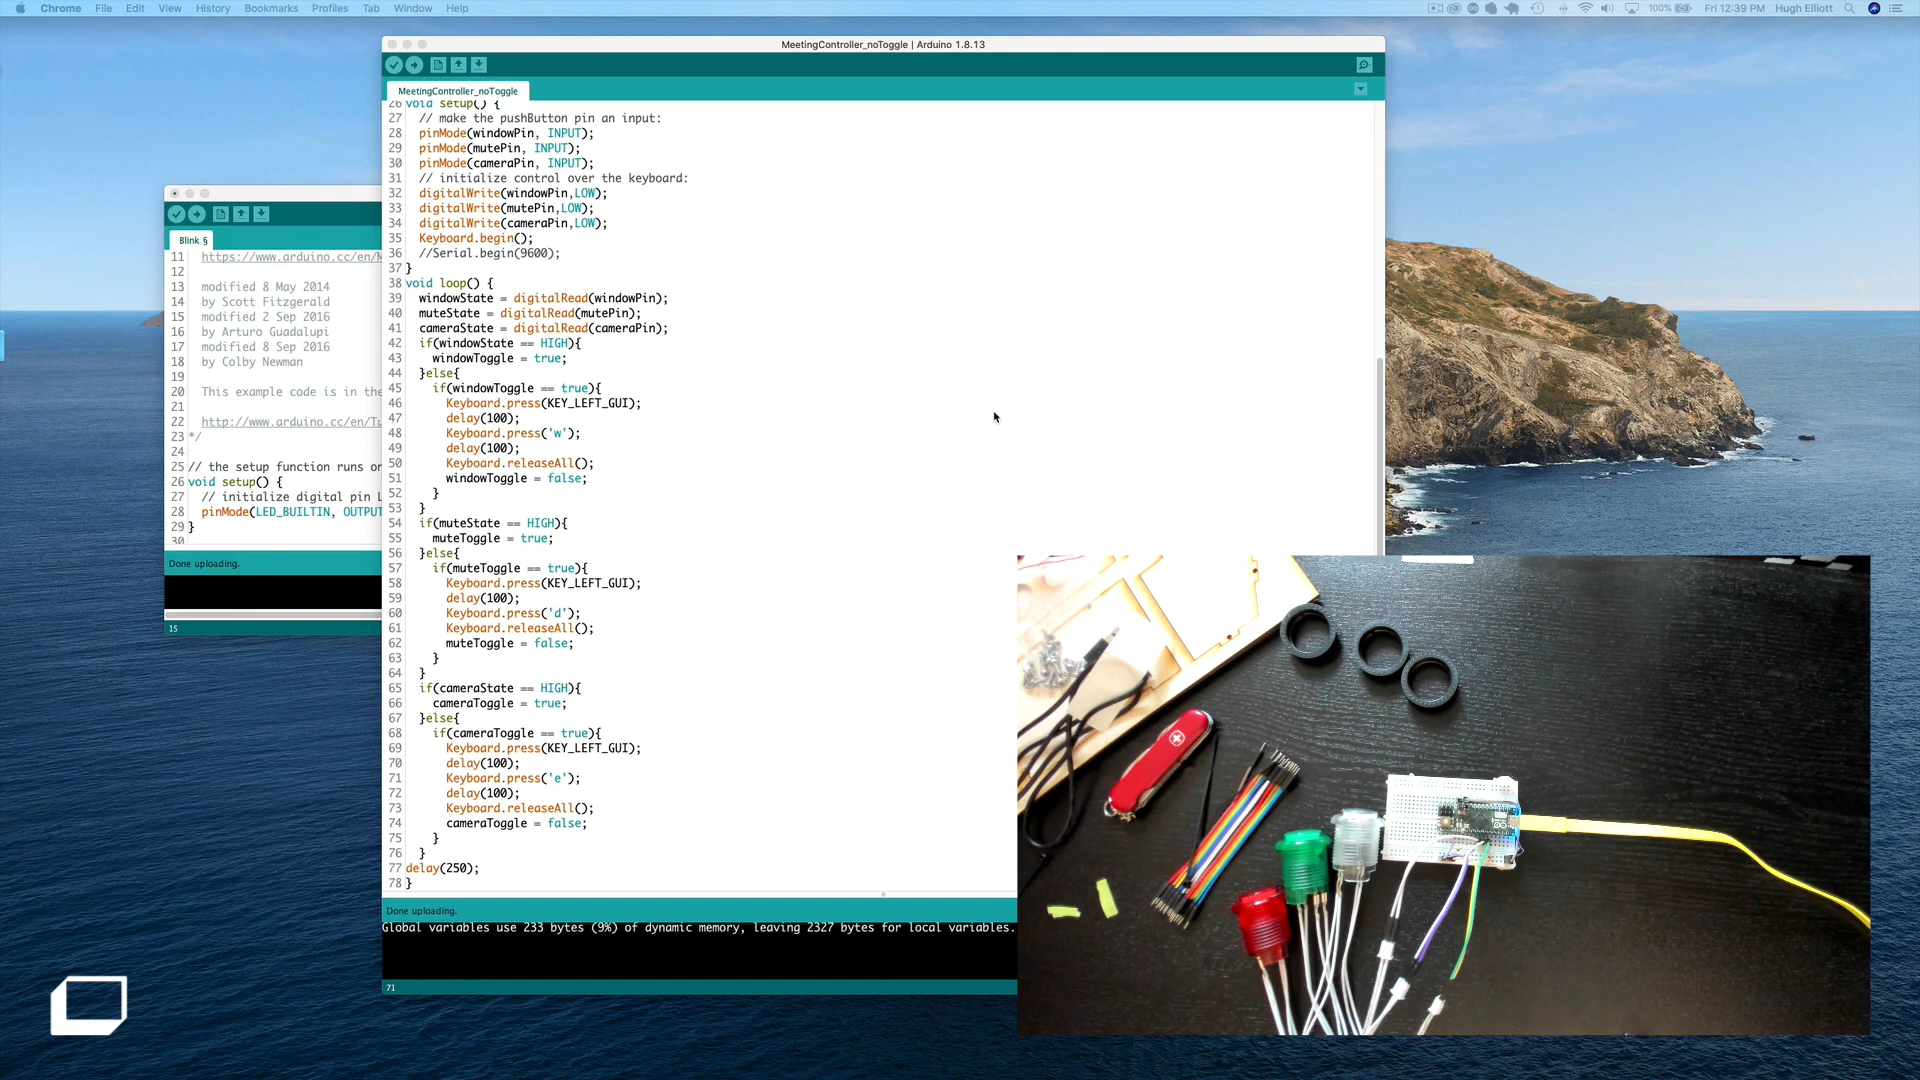 Chrome File Edit View History Bookmarks Profiles Tab Window Help
100% Fri 12:39 PM Hugh Elliott
MeetingController_noToggle | Arduino 1.8.13
MeetingController_noToggle
26 void setup() {
27 // make the pushButton pin an input:
28 pinMode(windowPin, INPUT);
29 pinMode(mutePin, INPUT);
30 pinMode(cameraPin, INPUT);
31 // initialize control over the keyboard:
32 digitalWrite(windowPin,LOW);
33 digitalWrite(mutePin,LOW);
34 digitalWrite(cameraPin,LOW);
35 Keyboard.begin();
36 //Serial.begin(9600);
37 }
38 void loop() {
39 windowState = digitalRead(windowPin);
40 muteState = digitalRead(mutePin);
41 cameraState = digitalRead(cameraPin);
42 if(windowState == HIGH){
43 windowToggle = true;
44 }else{
45 if(windowToggle == true){
46 Keyboard.press(KEY_LEFT_GUI);
47 delay(100);
48 Keyboard.press('w');
49 delay(100);
50 Keyboard.releaseAll();
51 windowToggle = false;
52 }
53 }
54 if(muteState == HIGH){
55 muteToggle = true;
56 }else{
57 if(muteToggle == true){
58 Keyboard.press(KEY_LEFT_GUI);
59 delay(100);
60 Keyboard.press('d');
61 Keyboard.releaseAll();
62 muteToggle = false;
63 }
64 }
65 if(cameraState == HIGH){
66 cameraToggle = true;
67 }else{
68 if(cameraToggle == true){
69 Keyboard.press(KEY_LEFT_GUI);
70 delay(100);
71 Keyboard.press('e');
72 delay(100);
73 Keyboard.releaseAll();
74 cameraToggle = false;
75 }
76 }
77 delay(250);
78 }
Done uploading.
Global variables use 233 bytes (9%) of dynamic memory, leaving 2327 bytes for local variables.
71
Blink §
11 https://www.arduino.cc/en/M
12
13 modified 8 May 2014
14 by Scott Fitzgerald
15 modified 2 Sep 2016
16 by Arturo Guadalupi
17 modified 8 Sep 2016
18 by Colby Newman
19
20 This example code is in the
21
22 http://www.arduino.cc/en/Tu
23 */
24
25 // the setup function runs on
26 void setup() {
27 // initialize digital pin L
28 pinMode(LED_BUILTIN, OUTPUT
29 }
30
Done uploading.
15